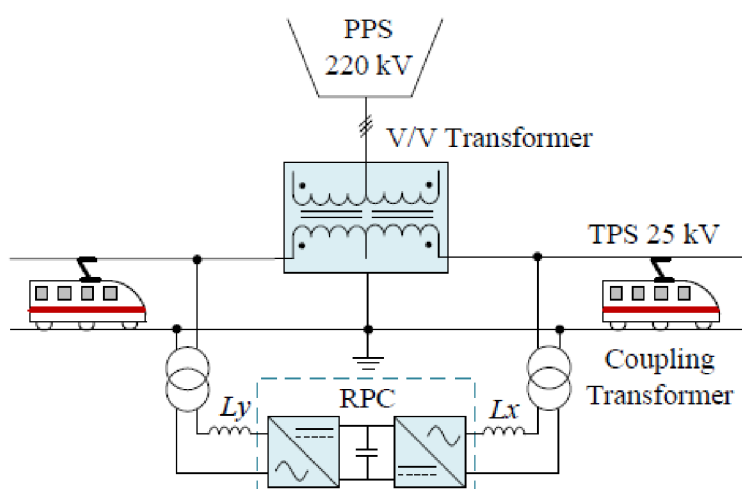 PPS
220 kV
V/V Transformer
TPS 25 kV
Coupling
Transformer
RPC
Ly
Lx